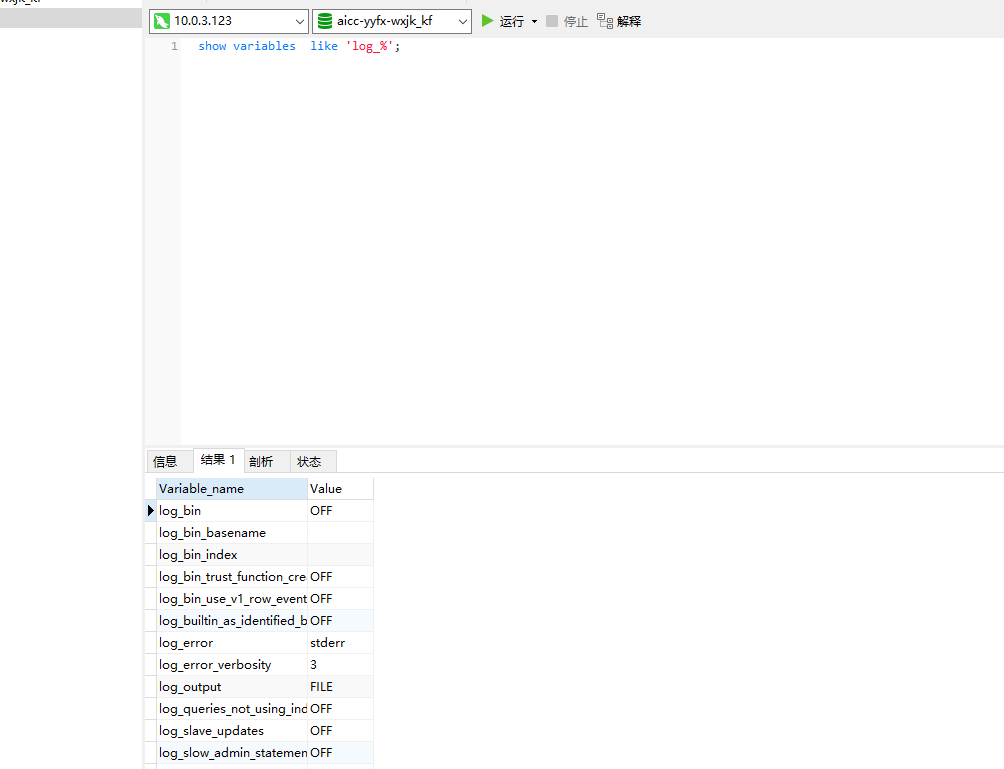 10.0.3.123 aicc-yyfx-wxjk_kf 运行 停止 解释
1 show variables  like 'log_%';
信息 结果 1 剖析 状态
Variable_name Value
log_bin OFF
log_bin_basename
log_bin_index
log_bin_trust_function_cre OFF
log_bin_use_v1_row_event OFF
log_builtin_as_identified_b OFF
log_error stderr
log_error_verbosity 3
log_output FILE
log_queries_not_using_ind OFF
log_slave_updates OFF
log_slow_admin_statemen OFF